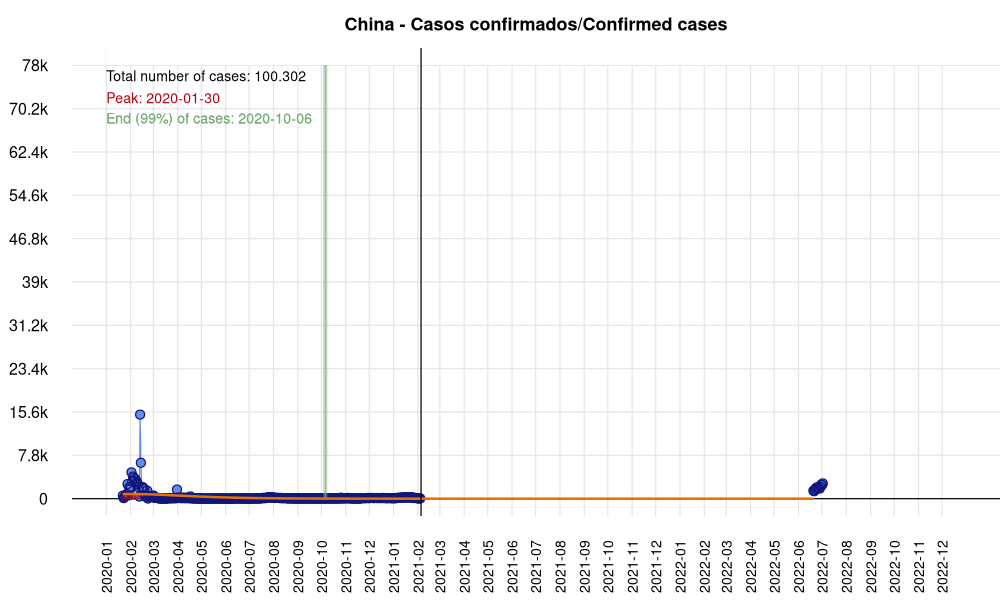 China - Casos confirmados/Confirmed cases
78k
Total number of cases: 100.302
Peak: 2020-01-30
70.2k
End (99%) of cases: 2020-10-06
62.4k
54.6k
46.8k
39k
31.2k
23.4k
15.6k
7.8k
0
2020-01
2020-02
2020-03
2020-04
2020-05
2020-06
2020-07
2020-08
2020-09
2020-10
2020-11
2020-12
2021-01
2021-02
2021-03
2021-04
2021-05
2021-06
2021-07
2021-08
2021-09
2021-10
2021-11
2021-12
2022-01
2022-02
2022-03
2022-04
2022-05
2022-06
2022-07
2022-08
2022-09
2022-10
2022-11
2022-12